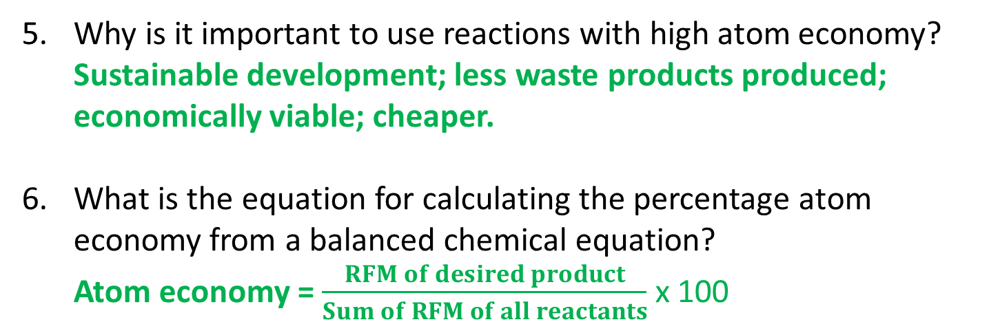 5. Why is it important to use reactions with high atom economy?
Sustainable development; less waste products produced;
economically viable; cheaper.
6. What is the equation for calculating the percentage atom
economy from a balanced chemical equation?
RFM of desired product
Atom economy = x 100
Sum of RFM of all reactants